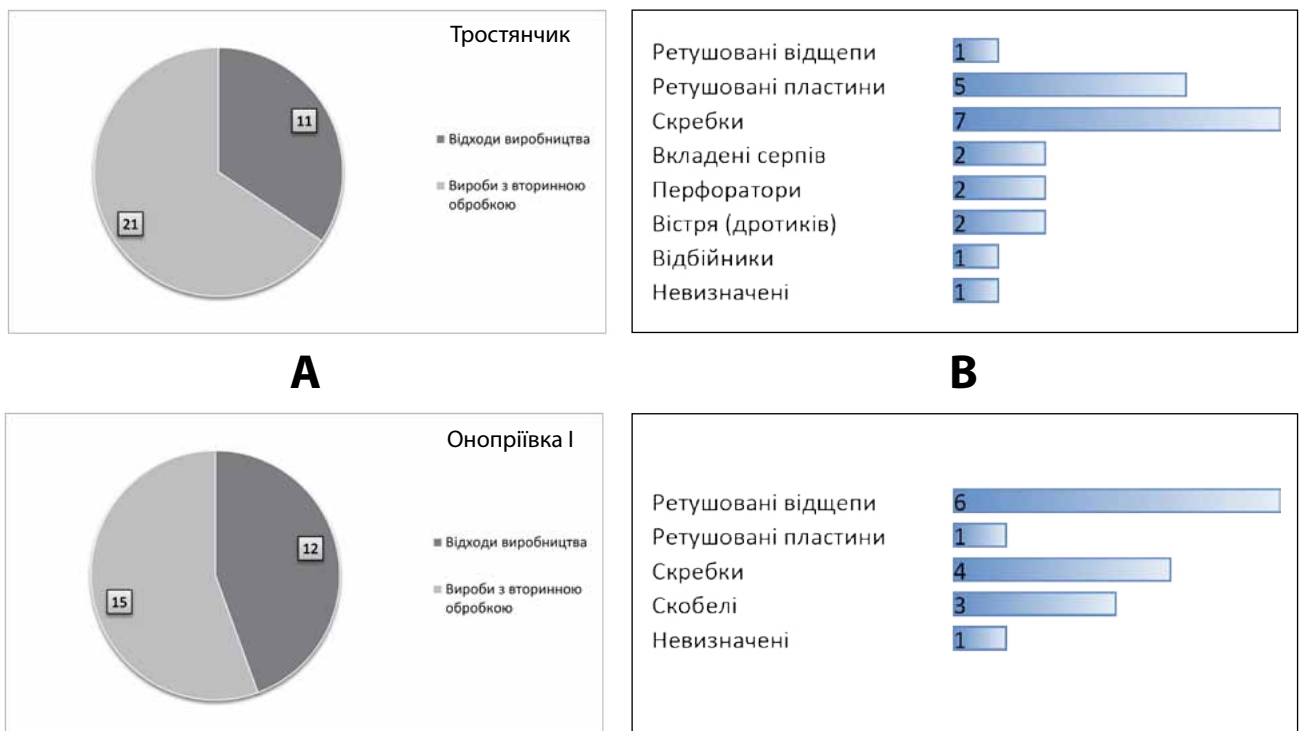 Тростянчик
11
21
Відходи виробництва
Вироби з вторинною
обробкою
Ретушовані відщепи 1
Ретушовані пластини 5
Скребки 7
Вкладені серпів 2
Перфоратори 2
Вістря (дротиків) 2
Відбійники 1
Невизначені 1
A
B
Онопріївка І
12
15
Відходи виробництва
Вироби з вторинною
обробкою
Ретушовані відщепи 6
Ретушовані пластини 1
Скребки 4
Скобелі 3
Невизначені 1